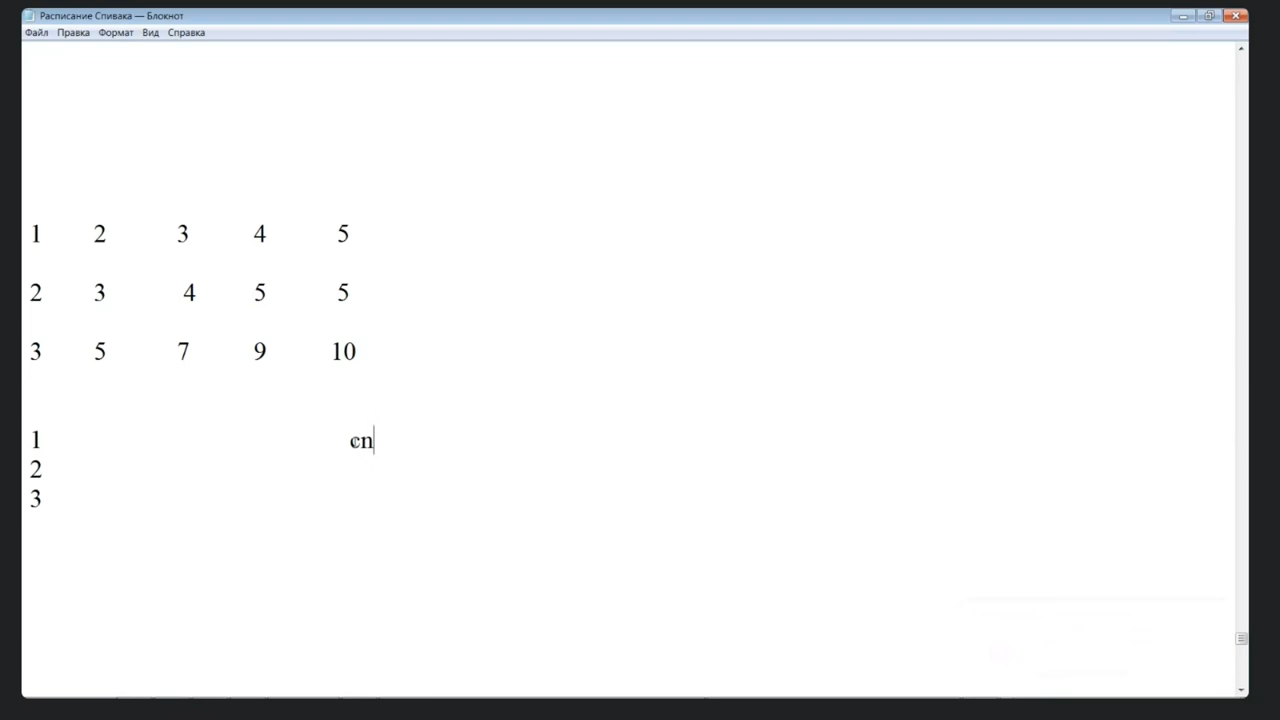 Расписание Спивака — Блокнот
Файл Правка Формат Вид Справка
1 2 3 4 5
2 3 4 5 5
3 5 7 9 10
1 cn
2
3